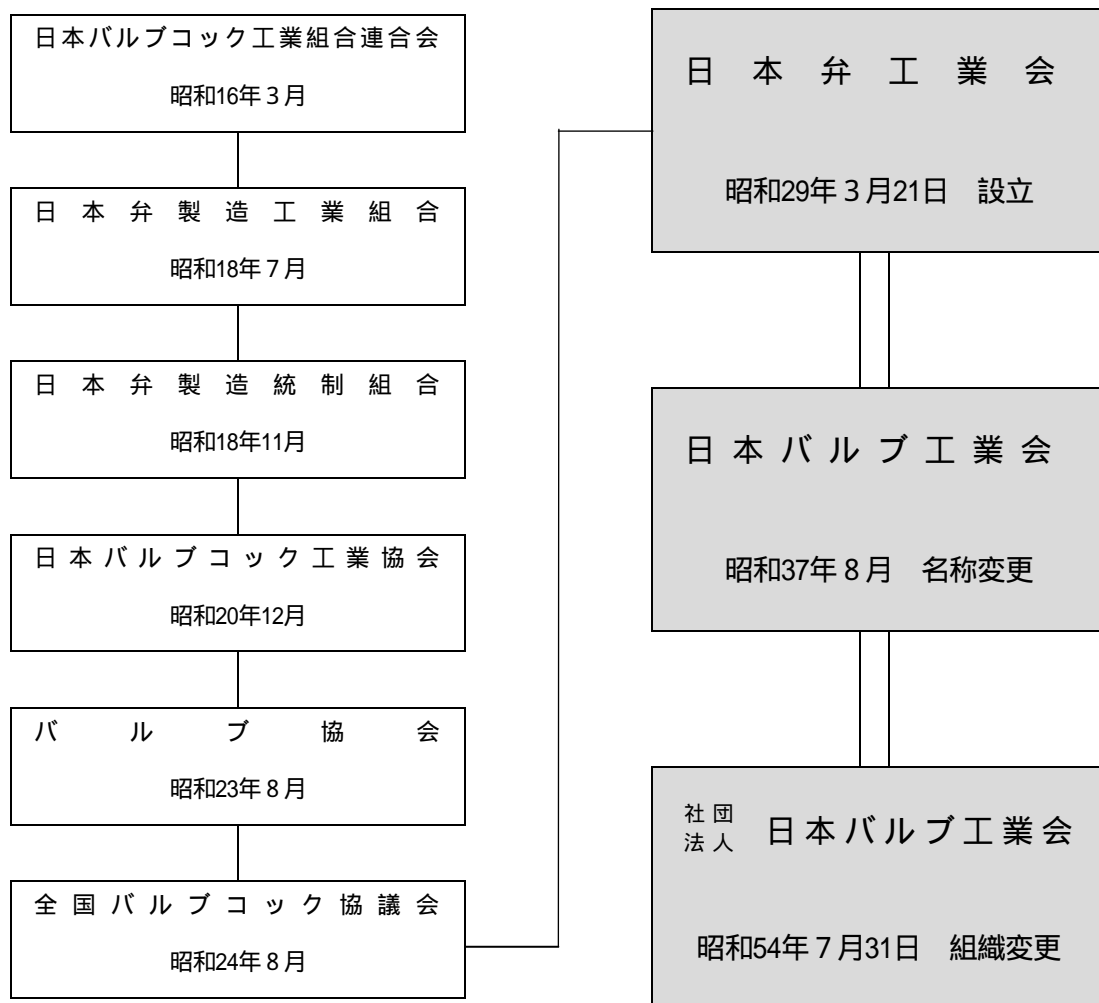 日本バルブコック工業組合連合会
昭和16年3月
日本弁製造工業組合
昭和18年7月
日本弁製造統制組合
昭和18年11月
日本バルブコック工業協会
昭和20年12月
バルブ協会
昭和23年8月
全国バルブコック協議会
昭和24年8月
日本弁工業会
昭和29年3月21日 設立
日本バルブ工業会
昭和37年8月 名称変更
社団法人 日本バルブ工業会
昭和54年7月31日 組織変更